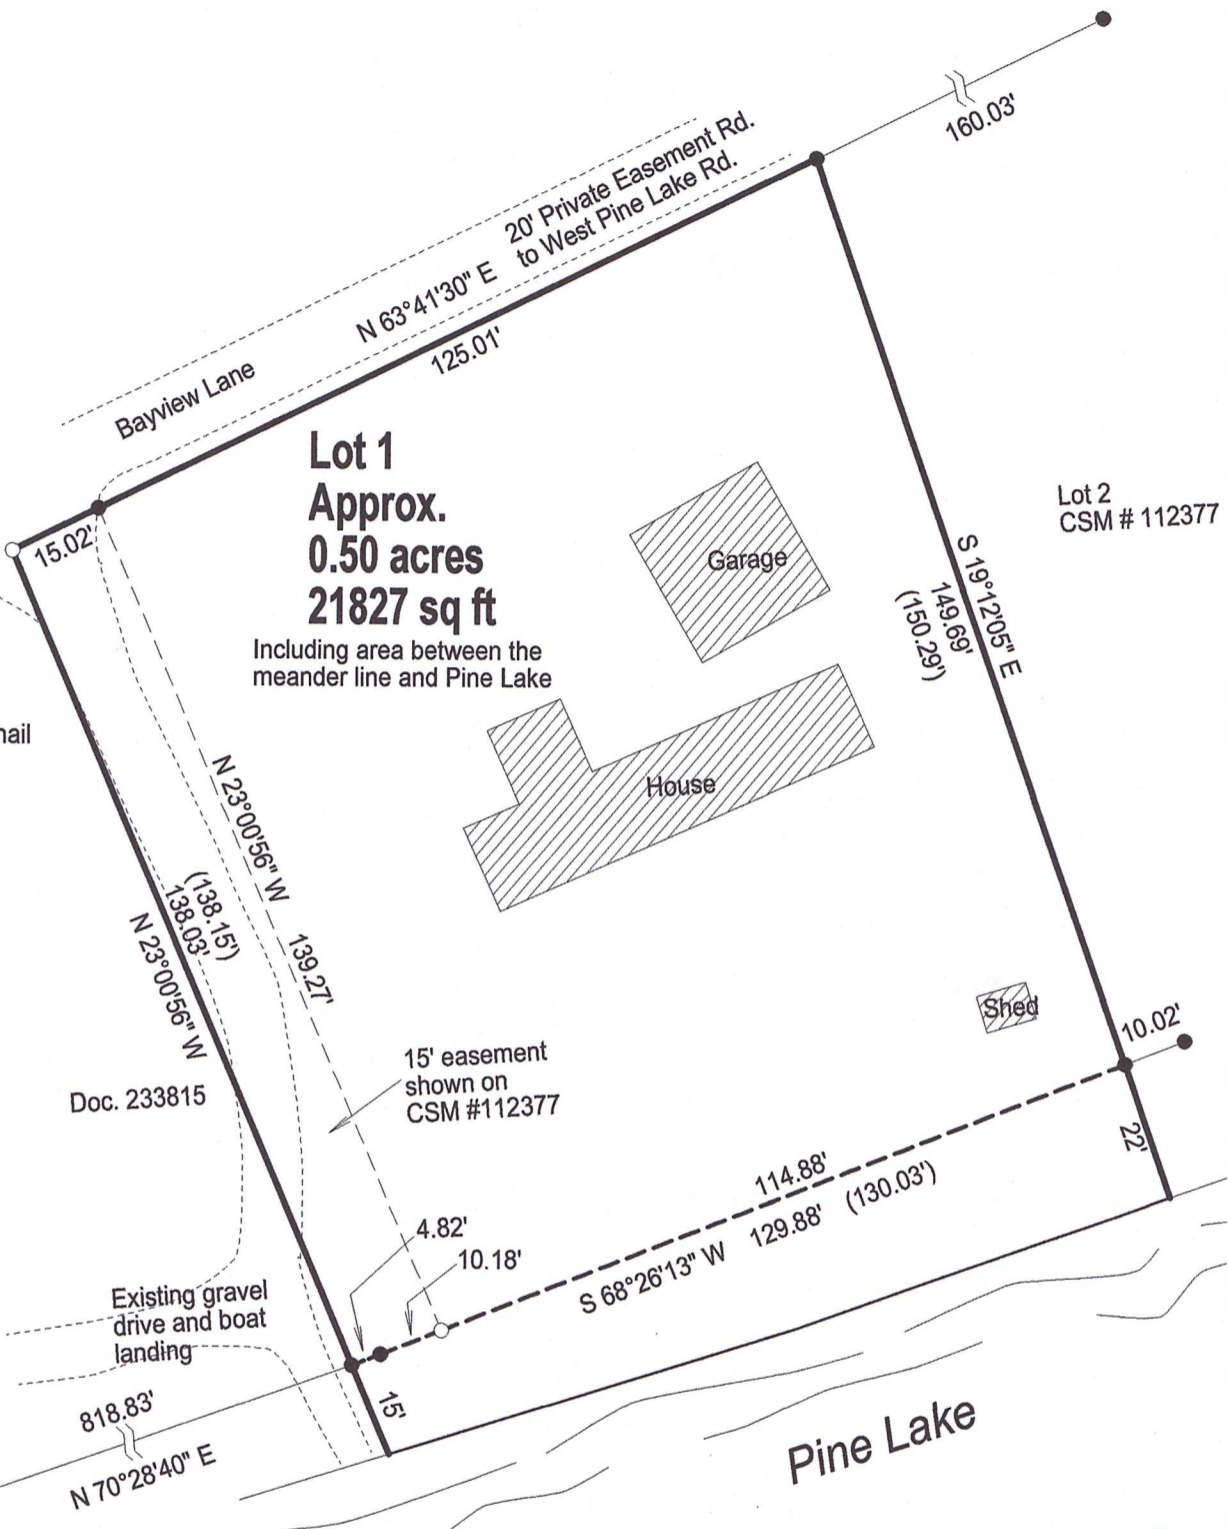 160.03'
20' Private Easement Rd.
to West Pine Lake Rd.
N 63°41'30" E
125.01'
Bayview Lane
Lot 1
Approx.
0.50 acres
21827 sq ft
Including area between the
meander line and Pine Lake
15.02'
Garage
Lot 2
CSM # 112377
S 19°12'05" E
149.69'
(150.29')
House
N 23°00'56" W
139.27'
(138.15')
138.03'
N 23°00'56" W
Shed
10.02'
15' easement
shown on
CSM #112377
Doc. 233815
22'
114.88'
129.88'
(130.03')
S 68°26'13" W
4.82'
10.18'
Existing gravel
drive and boat
landing
15'
818.83'
N 70°28'40" E
Pine Lake